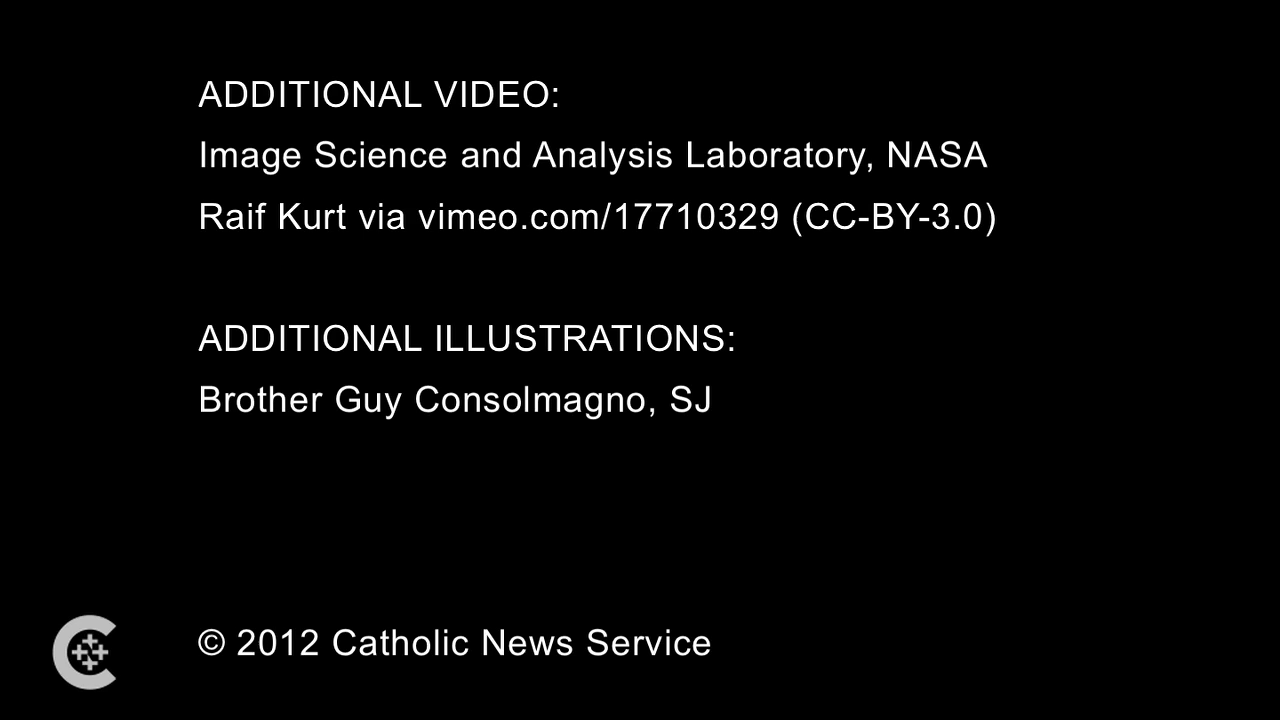 ADDITIONAL VIDEO:
Image Science and Analysis Laboratory, NASA
Raif Kurt via vimeo.com/17710329 (CC-BY-3.0)
ADDITIONAL ILLUSTRATIONS:
Brother Guy Consolmagno, SJ
© 2012 Catholic News Service